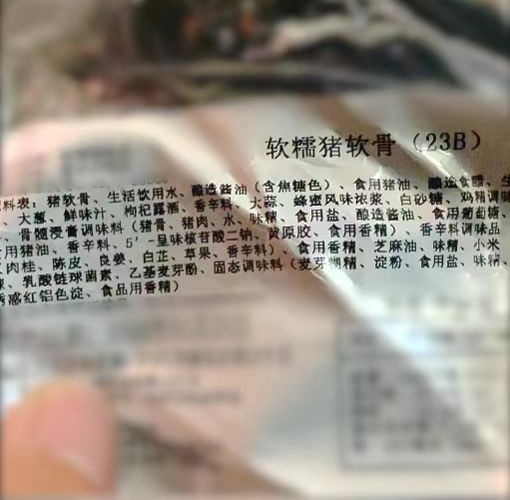 软糯猪软骨（23B）
料表：猪软骨、生活饮用水、酿造酱油（含焦糖色）、食用猪油、酿造食醋、生
、大葱、鲜味汁、枸杞露酒、香辛料、大蒜、蜂蜜风味浓浆、白砂糖、鸡精调味
、骨髓浸膏调味料（猪骨、猪肉、水、味精、食用盐、酿造酱油、食用葡萄糖、
食用猪油、香辛料、5’-呈味核苷酸二钠、黄原胶、食用香精）、香辛料调味品
（肉桂、陈皮、良姜、白芷、草果、香辛料）、食用香精、芝麻油、味精、小米
辣、乳酸链球菌素、乙基麦芽酚、固态调味料（麦芽糊精、淀粉、食用盐、味精、
诱惑红铝色淀、食品用香精）